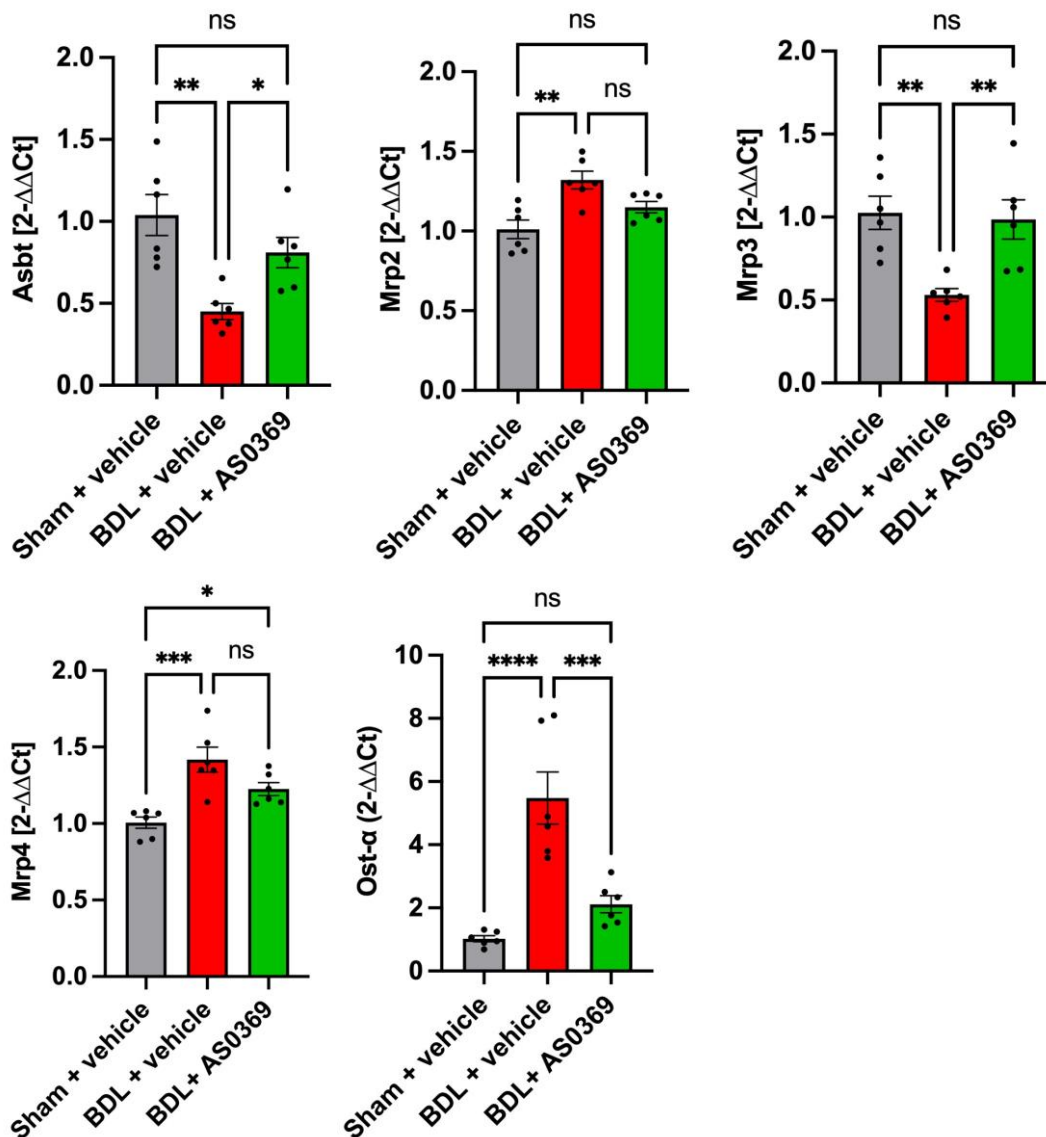 ns
** *
Asbt [2-ΔΔCt]
2.0
1.5
1.0
0.5
0.0
Sham + vehicle
BDL + vehicle
BDL+ AS0369
ns
** ns
Mrp2 [2-ΔΔCt]
2.0
1.5
1.0
0.5
0.0
Sham + vehicle
BDL + vehicle
BDL+ AS0369
ns
** **
Mrp3 [2-ΔΔCt]
2.0
1.5
1.0
0.5
0.0
Sham + vehicle
BDL + vehicle
BDL+ AS0369
*
*** ns
Mrp4 [2-ΔΔCt]
2.0
1.5
1.0
0.5
0.0
Sham + vehicle
BDL + vehicle
BDL+ AS0369
ns
**** ***
Ost-α (2-ΔΔCt)
10
8
6
4
2
0
Sham + vehicle
BDL + vehicle
BDL+ AS0369